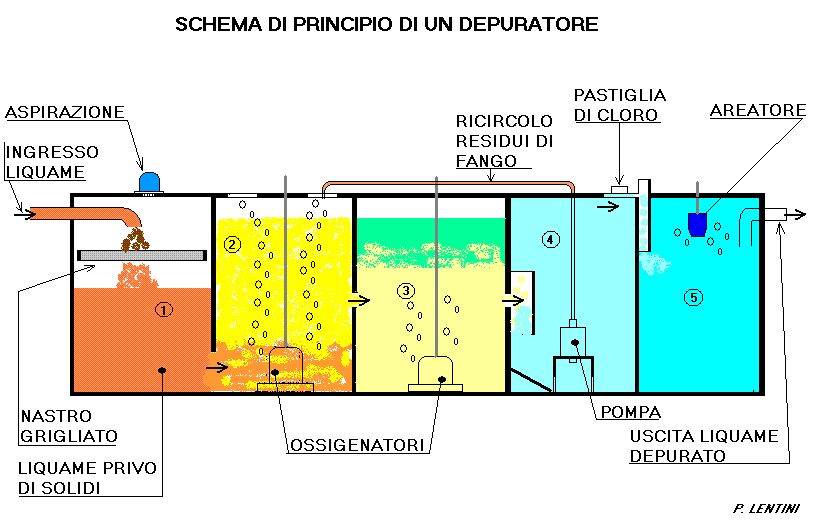 SCHEMA DI PRINCIPIO DI UN DEPURATORE
ASPIRAZIONE
INGRESSO
LIQUAME
RICIRCOLO
RESIDUI DI
FANGO
PASTIGLIA
DI CLORO
AREATORE
1
2
3
4
5
NASTRO
GRIGLIATO
LIQUAME PRIVO
DI SOLIDI
OSSIGENATORI
POMPA
USCITA LIQUAME
DEPURATO
P. LENTINI